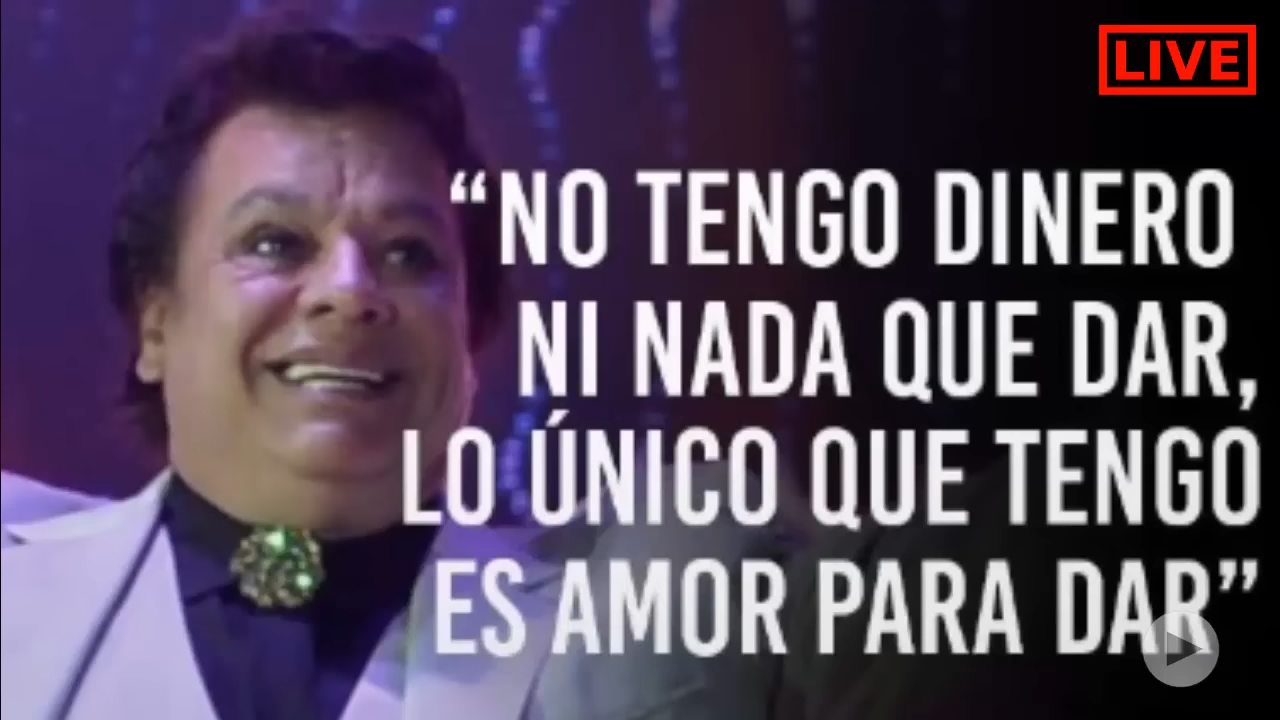 LIVE
“NO TENGO DINERO
NI NADA QUE DAR,
LO ÚNICO QUE TENGO
ES AMOR PARA DAR”